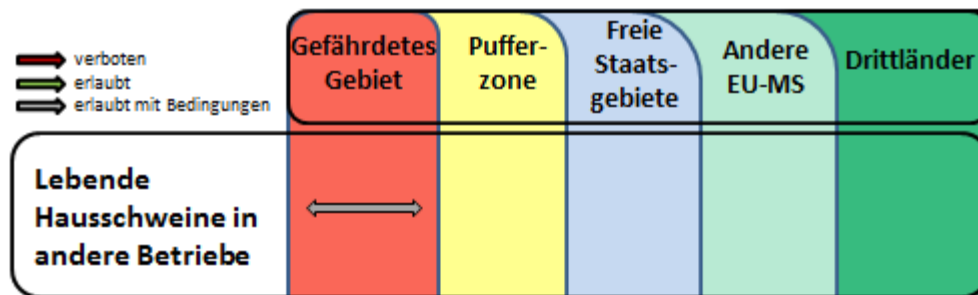 verboten
erlaubt
erlaubt mit Bedingungen
Gefährdetes
Gebiet
Puffer-
zone
Freie
Staats-
gebiete
Andere
EU-MS
Drittländer
Lebende
Hausschweine in
andere Betriebe